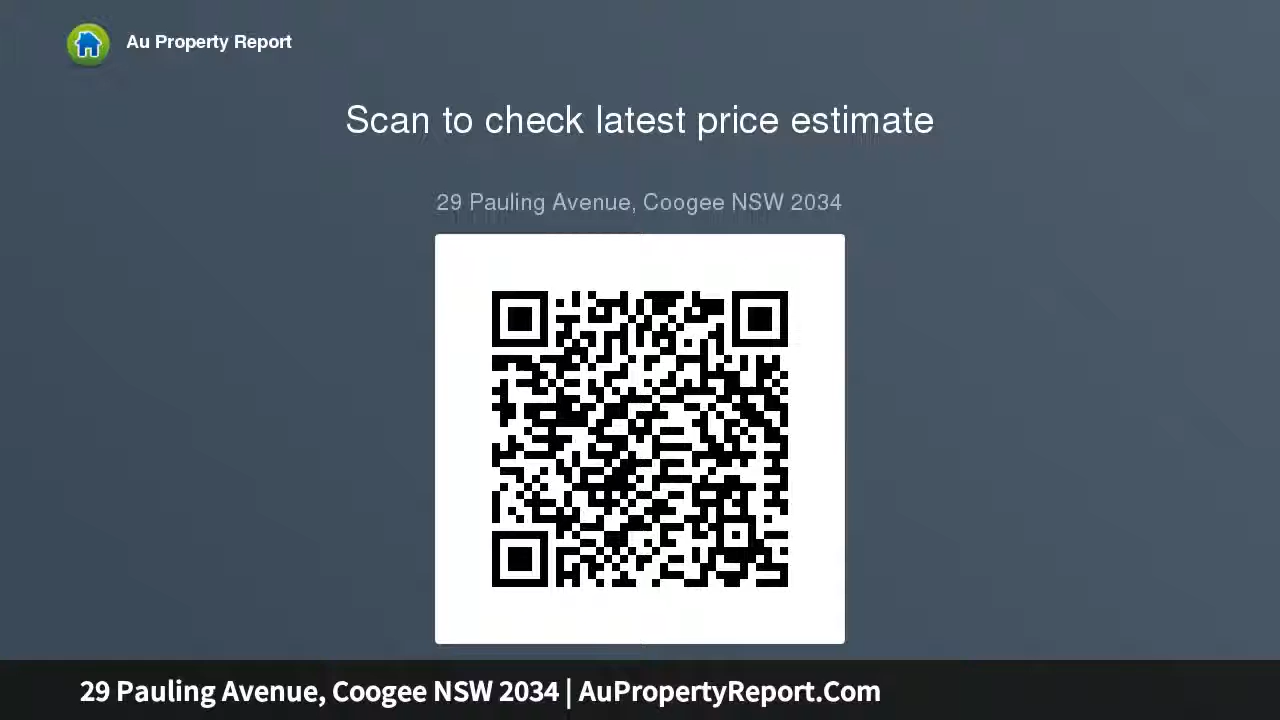 Au Property Report
Scan to check latest price estimate
29 Pauling Avenue, Coogee NSW 2034
29 Pauling Avenue, Coogee NSW 2034 | AuPropertyReport.Com